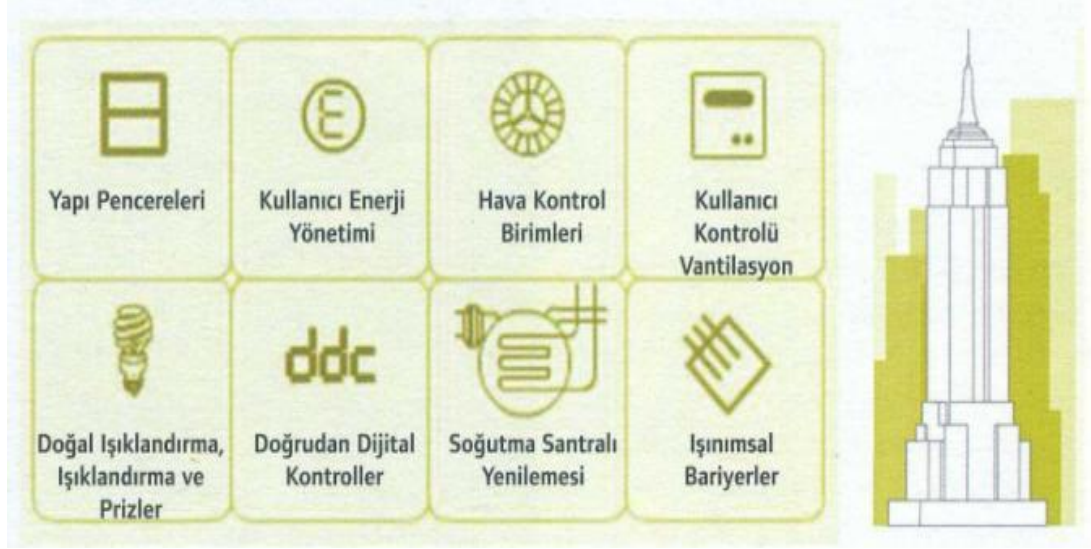 Yapı Pencereleri
Kullanıcı Enerji
Yönetimi
Hava Kontrol
Birimleri
Kullanıcı
Kontrolü
Vantilasyon
Doğal Işıklandırma,
Işıklandırma ve
Prizler
ddc
Doğrudan Dijital
Kontroller
Soğutma Santralı
Yenilemesi
Işınımsal
Bariyerler